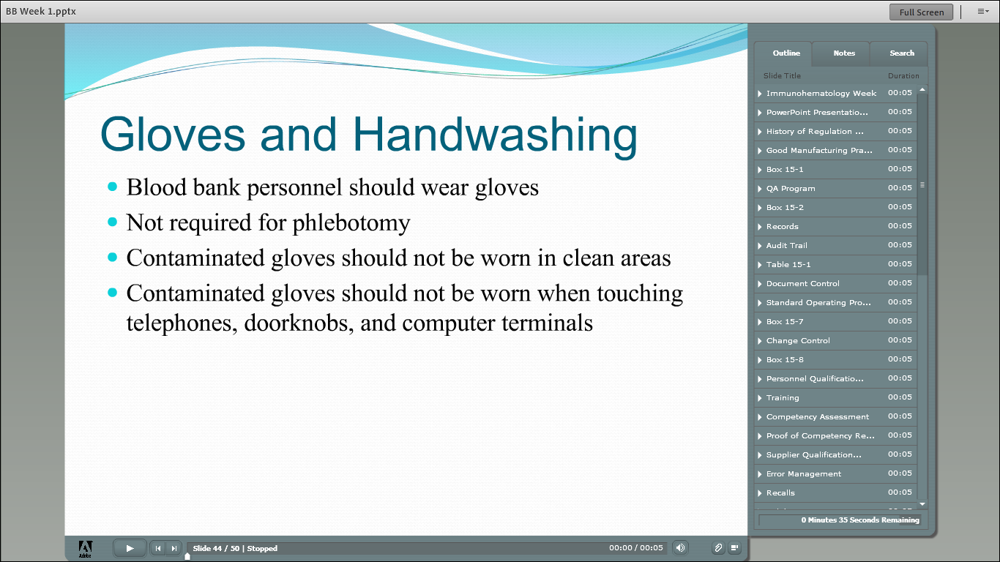 BB Week 1.pptx
Full Screen
Gloves and Handwashing
Blood bank personnel should wear gloves
Not required for phlebotomy
Contaminated gloves should not be worn in clean areas
Contaminated gloves should not be worn when touching
telephones, doorknobs, and computer terminals
Outline Notes Search
Slide Title Duration
Immunohematology Week 00:05
PowerPoint Presentatio... 00:05
History of Regulation ... 00:05
Good Manufacturing Pra... 00:05
Box 15-1 00:05
QA Program 00:05
Box 15-2 00:05
Records 00:05
Audit Trail 00:05
Table 15-1 00:05
Document Control 00:05
Standard Operating Pro... 00:05
Box 15-7 00:05
Change Control 00:05
Box 15-8 00:05
Personnel Qualificatio... 00:05
Training 00:05
Competency Assessment 00:05
Proof of Competency Re... 00:05
Supplier Qualification... 00:05
Error Management 00:05
Recalls 00:05
0 Minutes 35 Seconds Remaining
Adobe
Slide 44 / 50 | Stopped 00:00 / 00:05